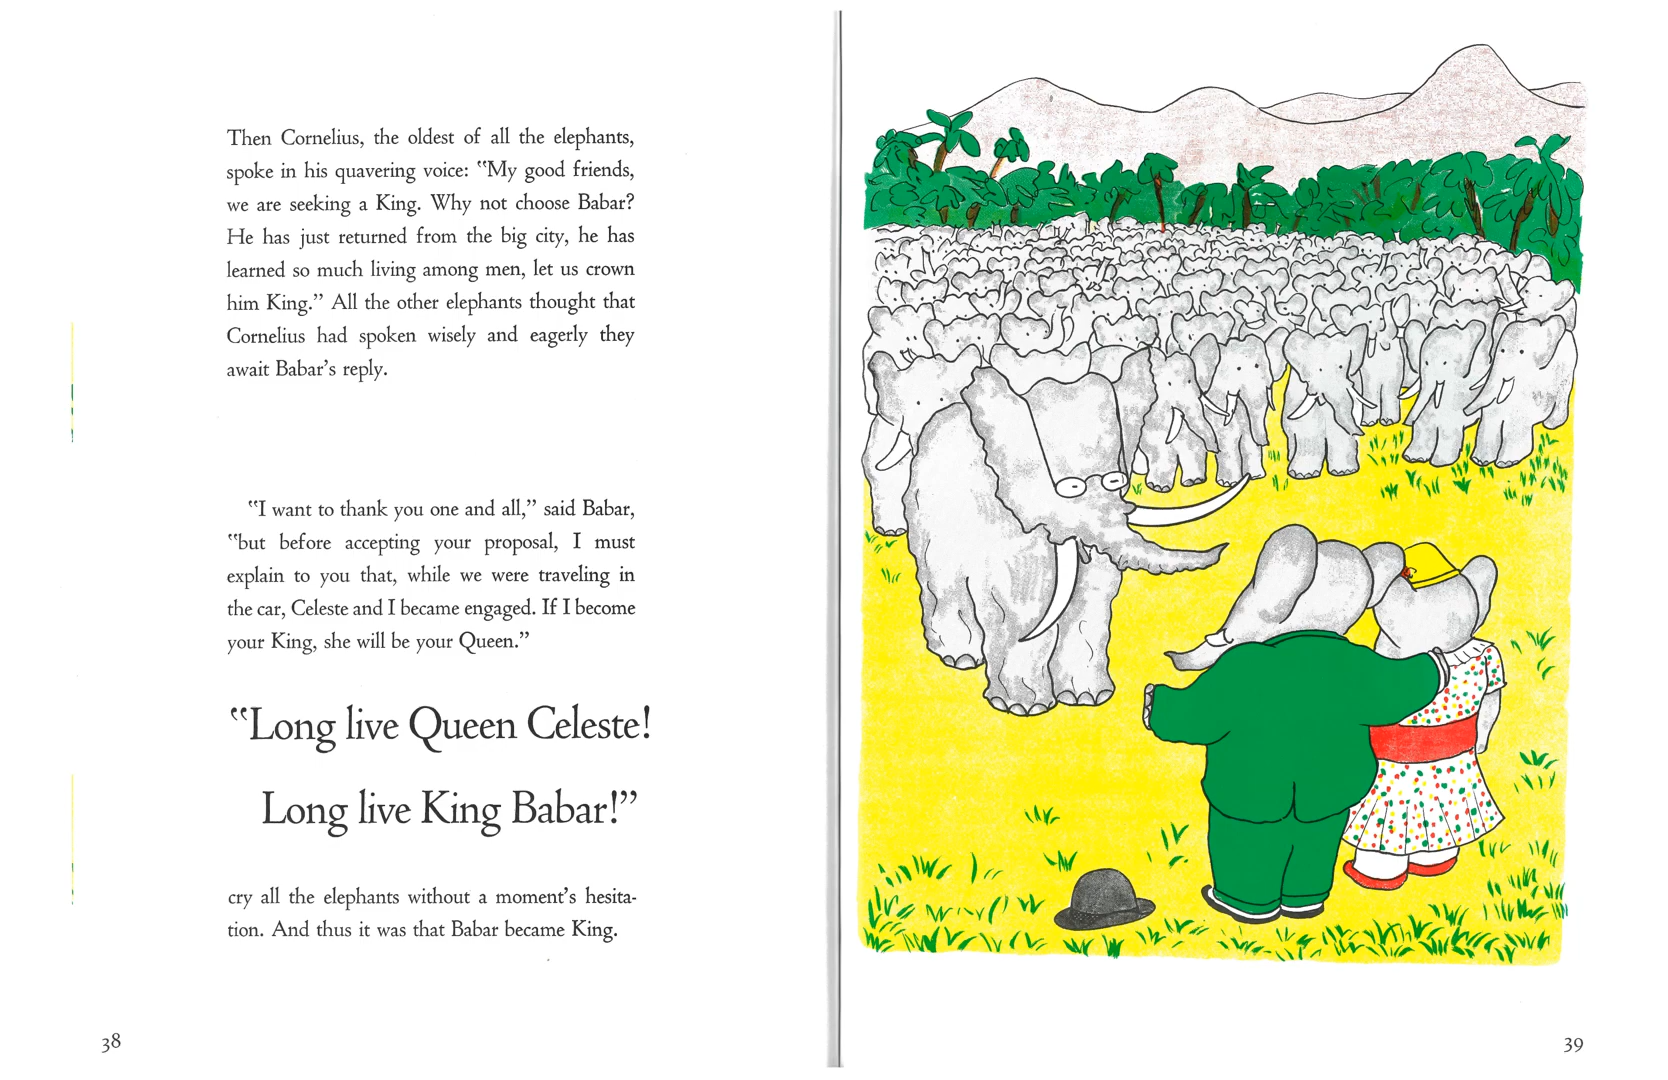 Then Cornelius, the oldest of all the elephants,
spoke in his quavering voice: “My good friends,
we are seeking a King. Why not choose Babar?
He has just returned from the big city, he has
learned so much living among men, let us crown
him King.” All the other elephants thought that
Cornelius had spoken wisely and eagerly they
await Babar’s reply.
“I want to thank you one and all,” said Babar,
“but before accepting your proposal, I must
explain to you that, while we were traveling in
the car, Celeste and I became engaged. If I become
your King, she will be your Queen.”
“Long live Queen Celeste!
Long live King Babar!”
cry all the elephants without a moment’s hesita-
tion. And thus it was that Babar became King.
38
39